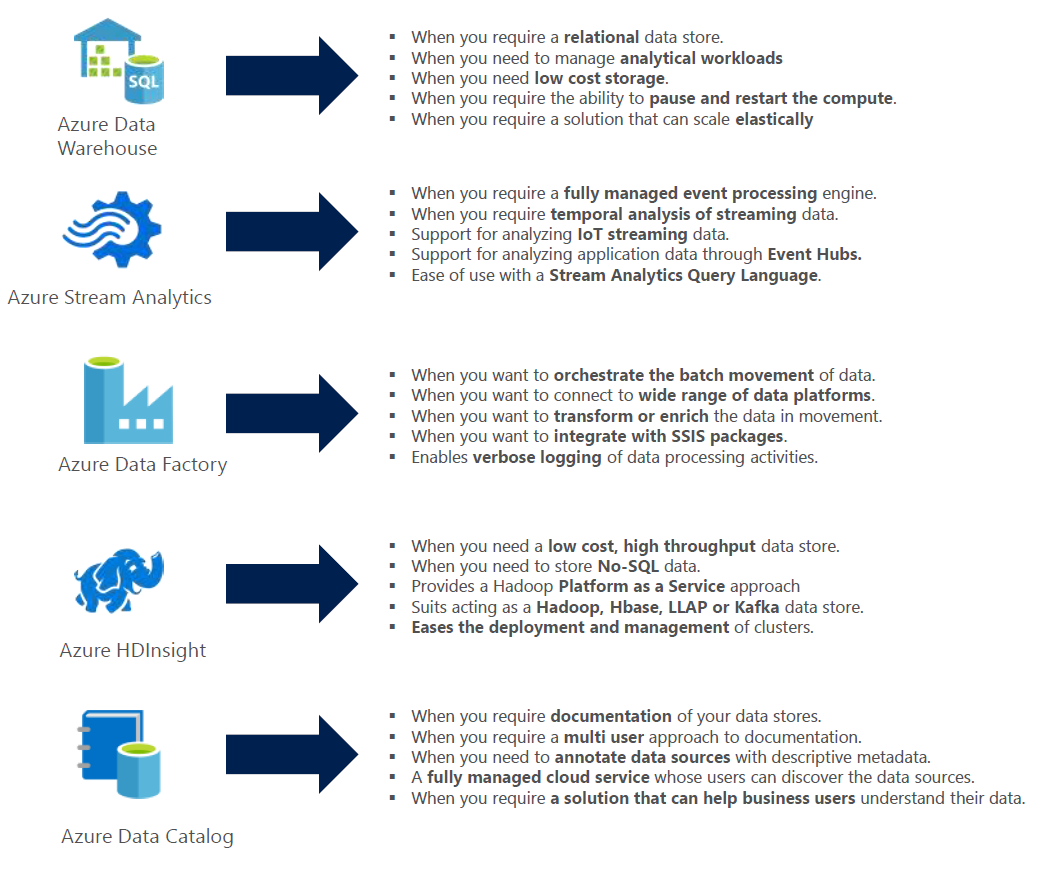 SQL
Azure Data
Warehouse
▪ When you require a relational data store.
▪ When you need to manage analytical workloads
▪ When you need low cost storage.
▪ When you require the ability to pause and restart the compute.
▪ When you require a solution that can scale elastically
Azure Stream Analytics
▪ When you require a fully managed event processing engine.
▪ When you require temporal analysis of streaming data.
▪ Support for analyzing IoT streaming data.
▪ Support for analyzing application data through Event Hubs.
▪ Ease of use with a Stream Analytics Query Language.
Azure Data Factory
▪ When you want to orchestrate the batch movement of data.
▪ When you want to connect to wide range of data platforms.
▪ When you want to transform or enrich the data in movement.
▪ When you want to integrate with SSIS packages.
▪ Enables verbose logging of data processing activities.
Azure HDInsight
▪ When you need a low cost, high throughput data store.
▪ When you need to store No-SQL data.
▪ Provides a Hadoop Platform as a Service approach
▪ Suits acting as a Hadoop, Hbase, LLAP or Kafka data store.
▪ Eases the deployment and management of clusters.
Azure Data Catalog
▪ When you require documentation of your data stores.
▪ When you require a multi user approach to documentation.
▪ When you need to annotate data sources with descriptive metadata.
▪ A fully managed cloud service whose users can discover the data sources.
▪ When you require a solution that can help business users understand their data.